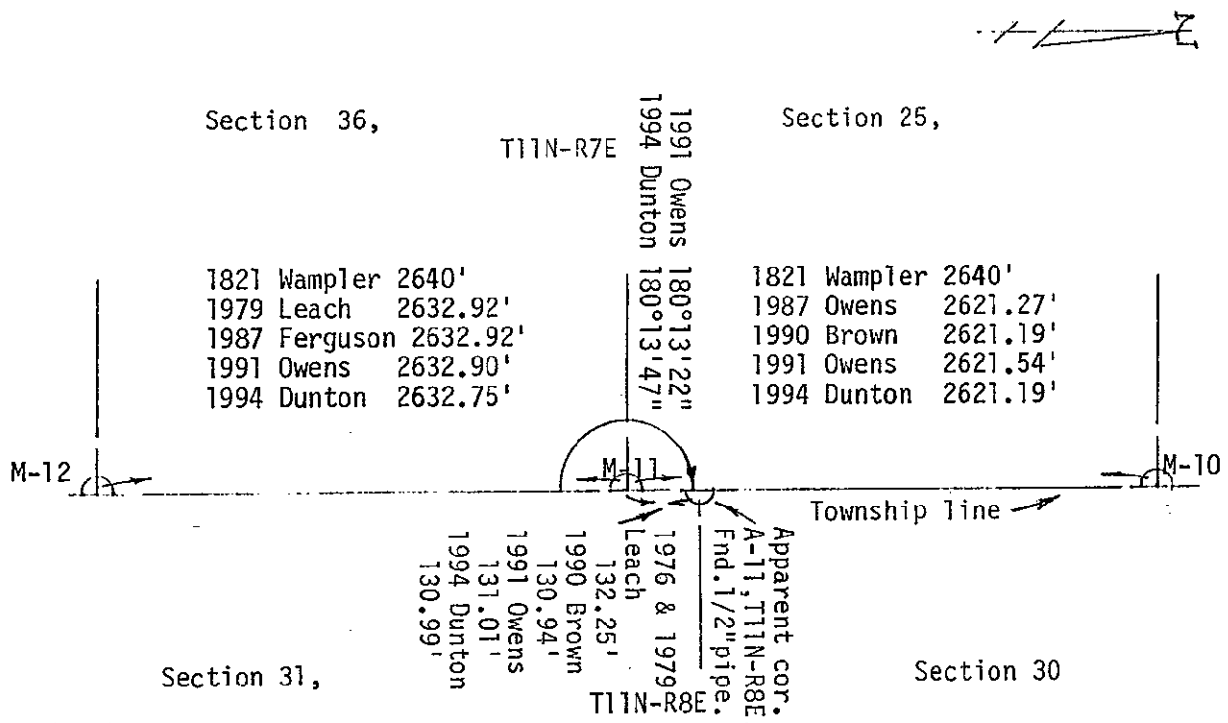 Z
Section 36,
Section 25,
T11N-R7E
1991 Owens 180°13'22"
1994 Dunton 180°13'47"
1821 Wampler 2640'
1979 Leach 2632.92'
1987 Ferguson 2632.92'
1991 Owens 2632.90'
1994 Dunton 2632.75'
1821 Wampler 2640'
1987 Owens 2621.27'
1990 Brown 2621.19'
1991 Owens 2621.54'
1994 Dunton 2621.19'
M-12
M-11
M-10
Township line
Apparent cor.
A-11,T11N-R8E
Fnd.1/2"pipe.
1976 & 1979
Leach
132.25'
1990 Brown
130.94'
1991 Owens
131.01'
1994 Dunton
130.99'
Section 31,
T11N-R8E
Section 30